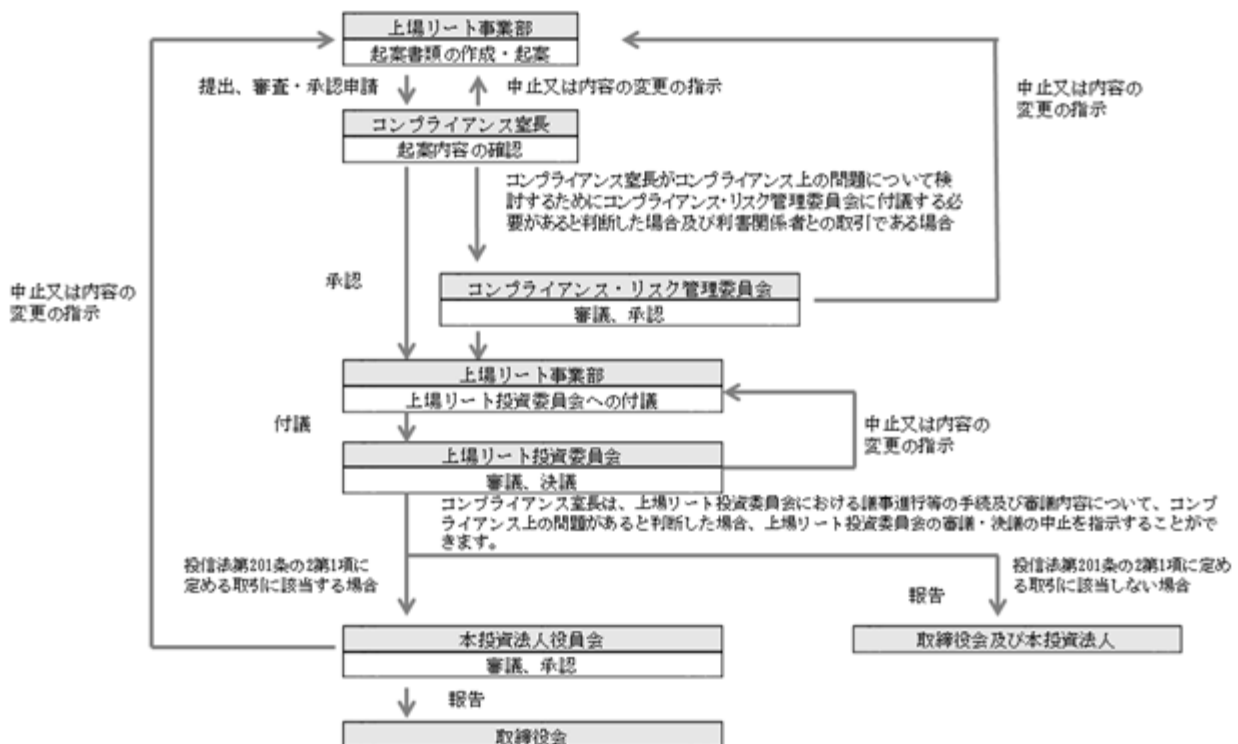 上場リート事業部
起案書類の作成・起案
提出、審査・承認申請
中止又は内容の変更の指示
中止又は内容の
変更の指示
コンプライアンス室長
起案内容の確認
コンプライアンス室長がコンプライアンス上の問題について検
討するためにコンプライアンス・リスク管理委員会に付議する必
要があると判断した場合及び利害関係者との取引である場合
承認
中止又は内容の
変更の指示
コンプライアンス・リスク管理委員会
審議、承認
上場リート事業部
上場リート投資委員会への付議
付議
中止又は内容の
変更の指示
上場リート投資委員会
審議、決議
コンプライアンス室長は、上場リート投資委員会における議事進行等の手続及び審議内容について、コンプ
ライアンス上の問題があると判断した場合、上場リート投資委員会の審議・決議の中止を指示することがで
きます。
投信法第201条の2第1項に
定める取引に該当する場合
投信法第201条の2第1項に定め
る取引に該当しない場合
報告
本投資法人役員会
審議、承認
取締役会及び本投資法人
報告
取締役会